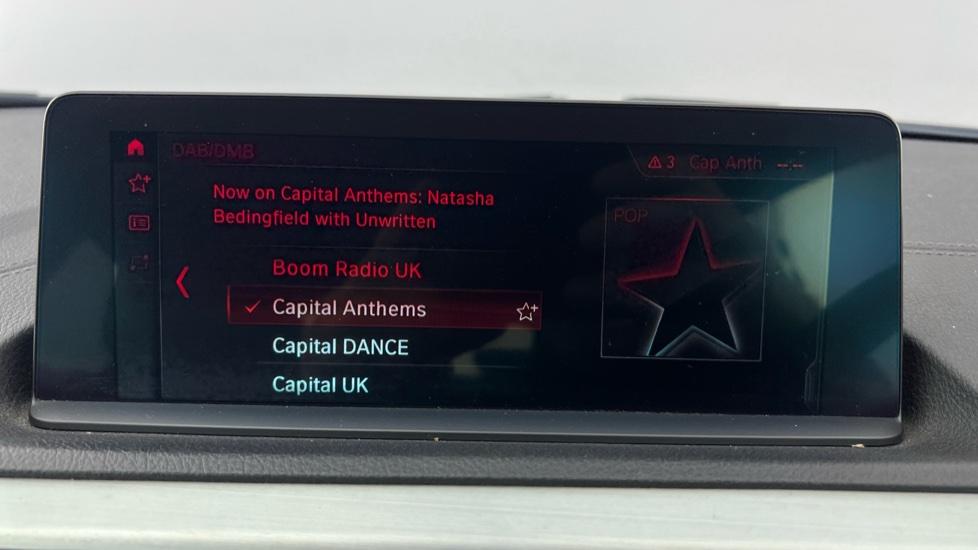 DAB/DMB
3 Cap Anth --:--
Now on Capital Anthems: Natasha
Bedingfield with Unwritten
POP
Boom Radio UK
Capital Anthems
Capital DANCE
Capital UK